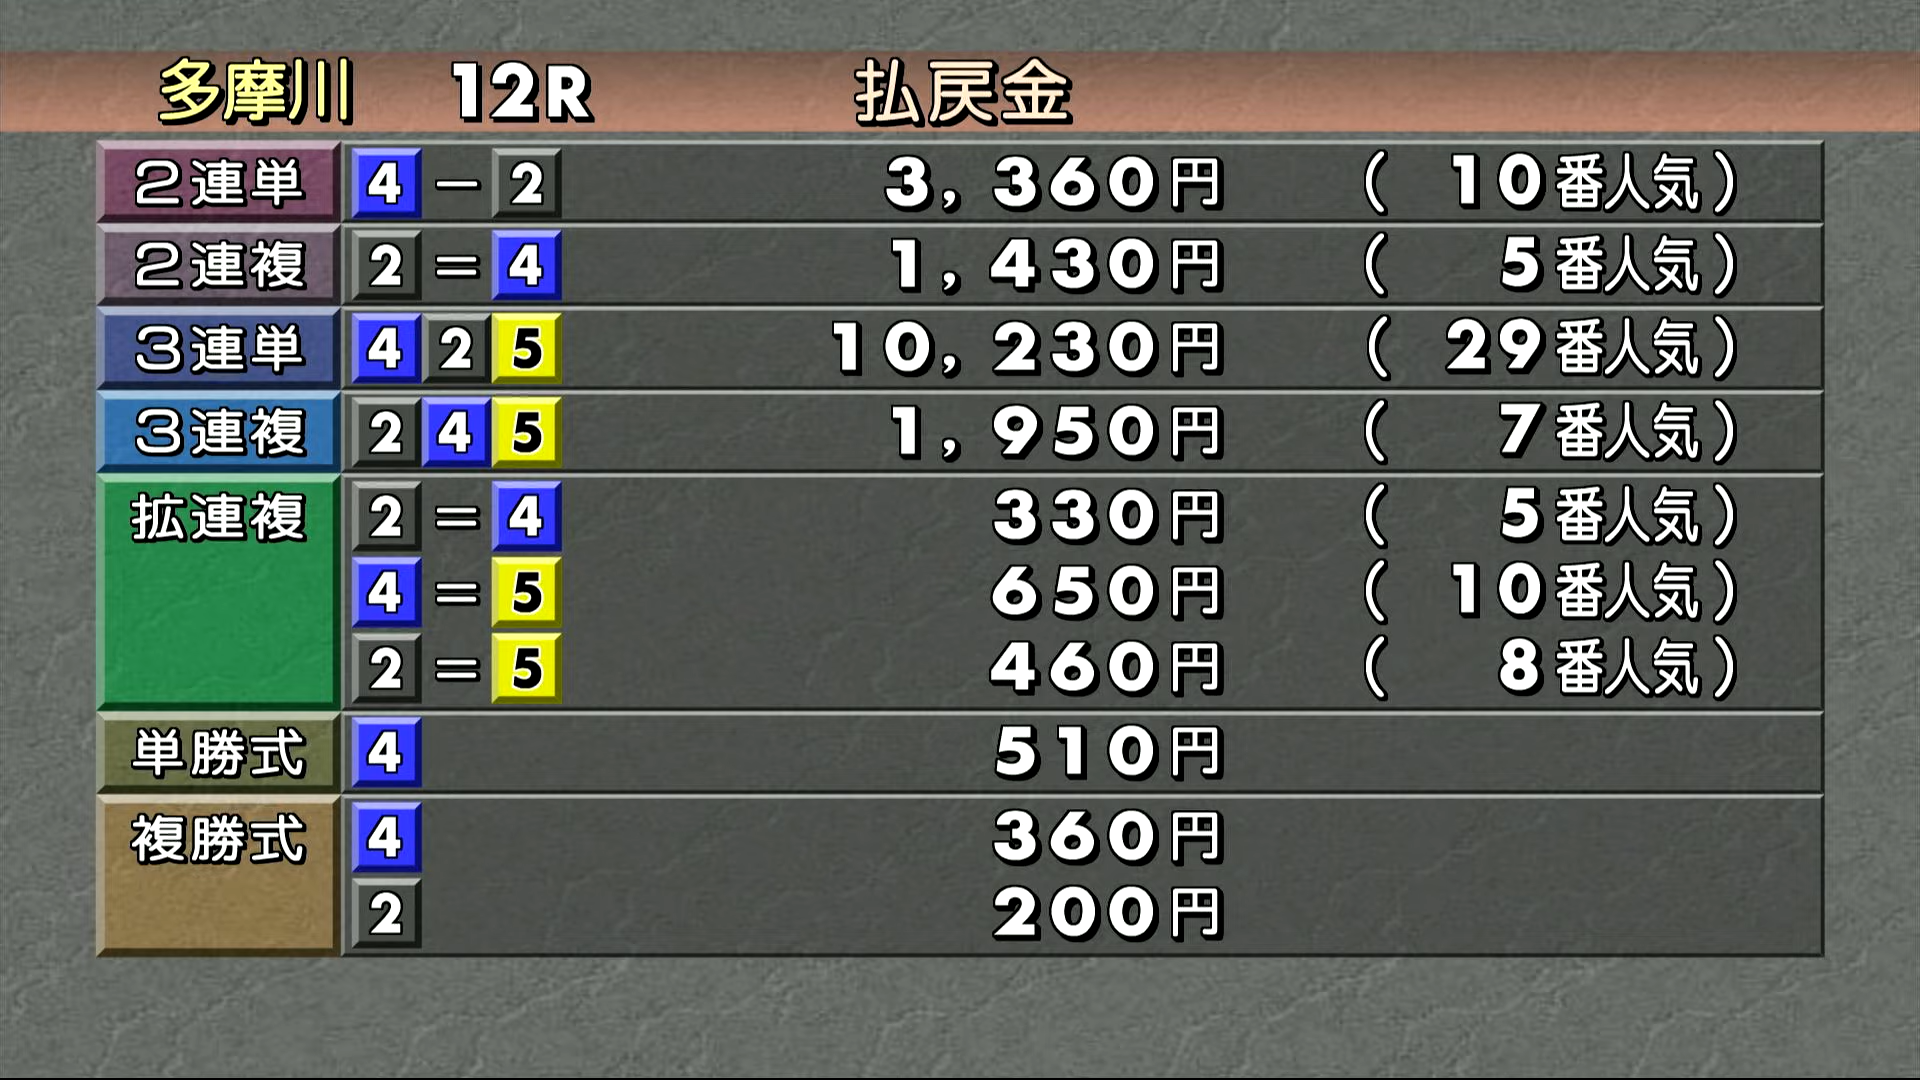 多摩川 12R 払戻金
２連単 4 － 2 3,360円 ( 10番人気)
２連複 2 ＝ 4 1,430円 ( 5番人気)
３連単 4 2 5 10,230円 ( 29番人気)
３連複 2 4 5 1,950円 ( 7番人気)
拡連複 2 ＝ 4 330円 ( 5番人気)
4 ＝ 5 650円 ( 10番人気)
2 ＝ 5 460円 ( 8番人気)
単勝式 4 510円
複勝式 4 360円
2 200円